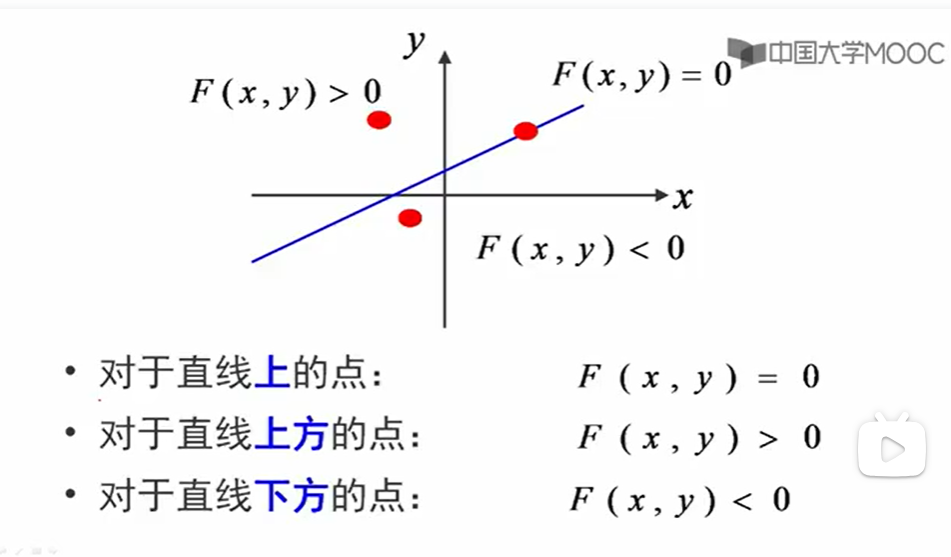 y
中国大学MOOC
F(x,y)=0
F(x,y)>0
x
F(x,y)<0
• 对于直线上的点： F(x,y)=0
• 对于直线上方的点： F(x,y)>0
• 对于直线下方的点： F(x,y)<0